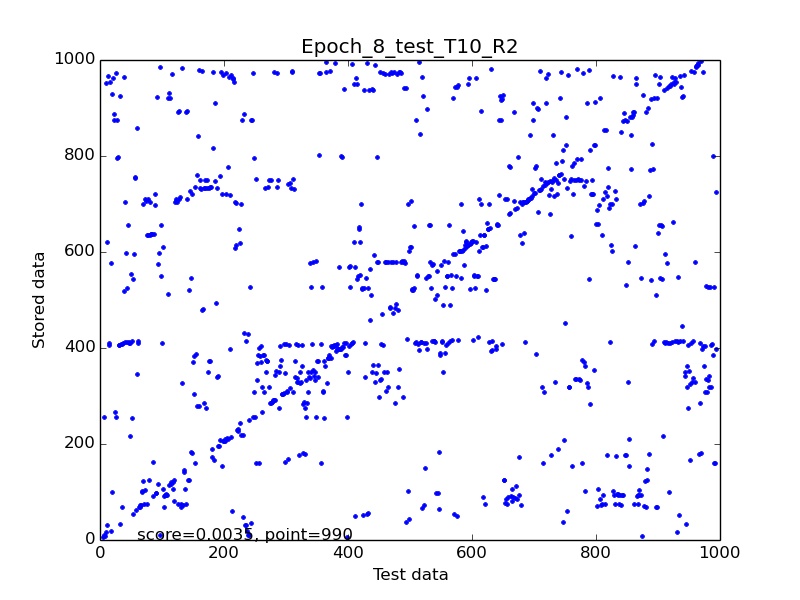 Epoch_8_test_T10_R2
1000
800
600
400
200
0
Stored data
score=0.0035, point=990
0 200 400 600 800 1000
Test data